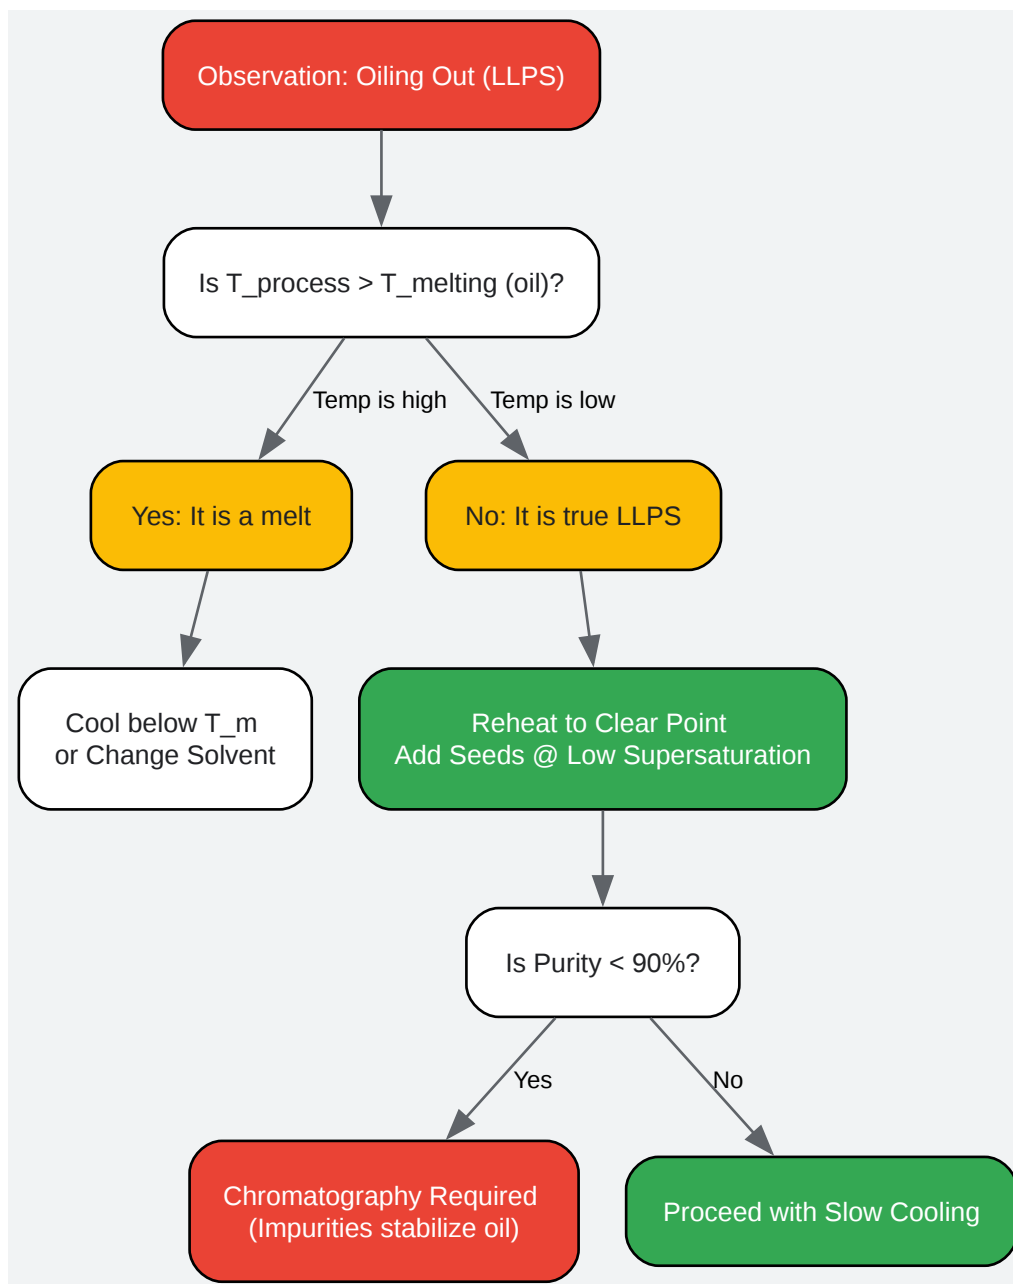 Observation: Oiling Out (LLPS)
Is T_process > T_melting (oil)?
Temp is high
Temp is low
Yes: It is a melt
No: It is true LLPS
Cool below T_m
or Change Solvent
Reheat to Clear Point
Add Seeds @ Low Supersaturation
Is Purity < 90%?
Yes
No
Chromatography Required
(Impurities stabilize oil)
Proceed with Slow Cooling